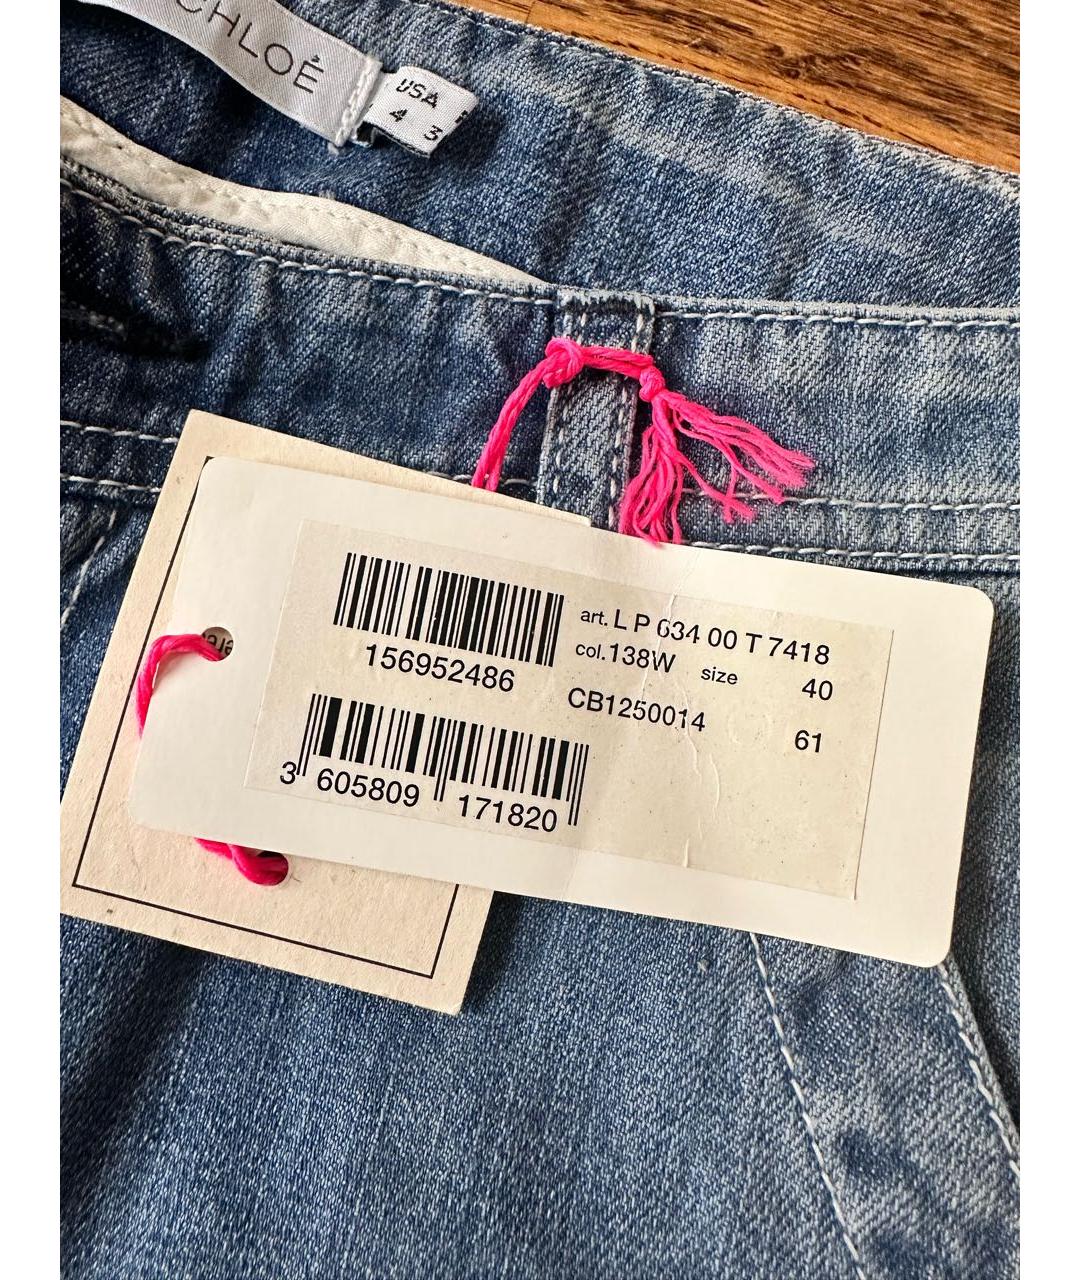 CHLOÉ
USA
4 3
art. L P 634 00 T 7418
col. 138W size 40
156952486
CB1250014 61
3 605809 171820